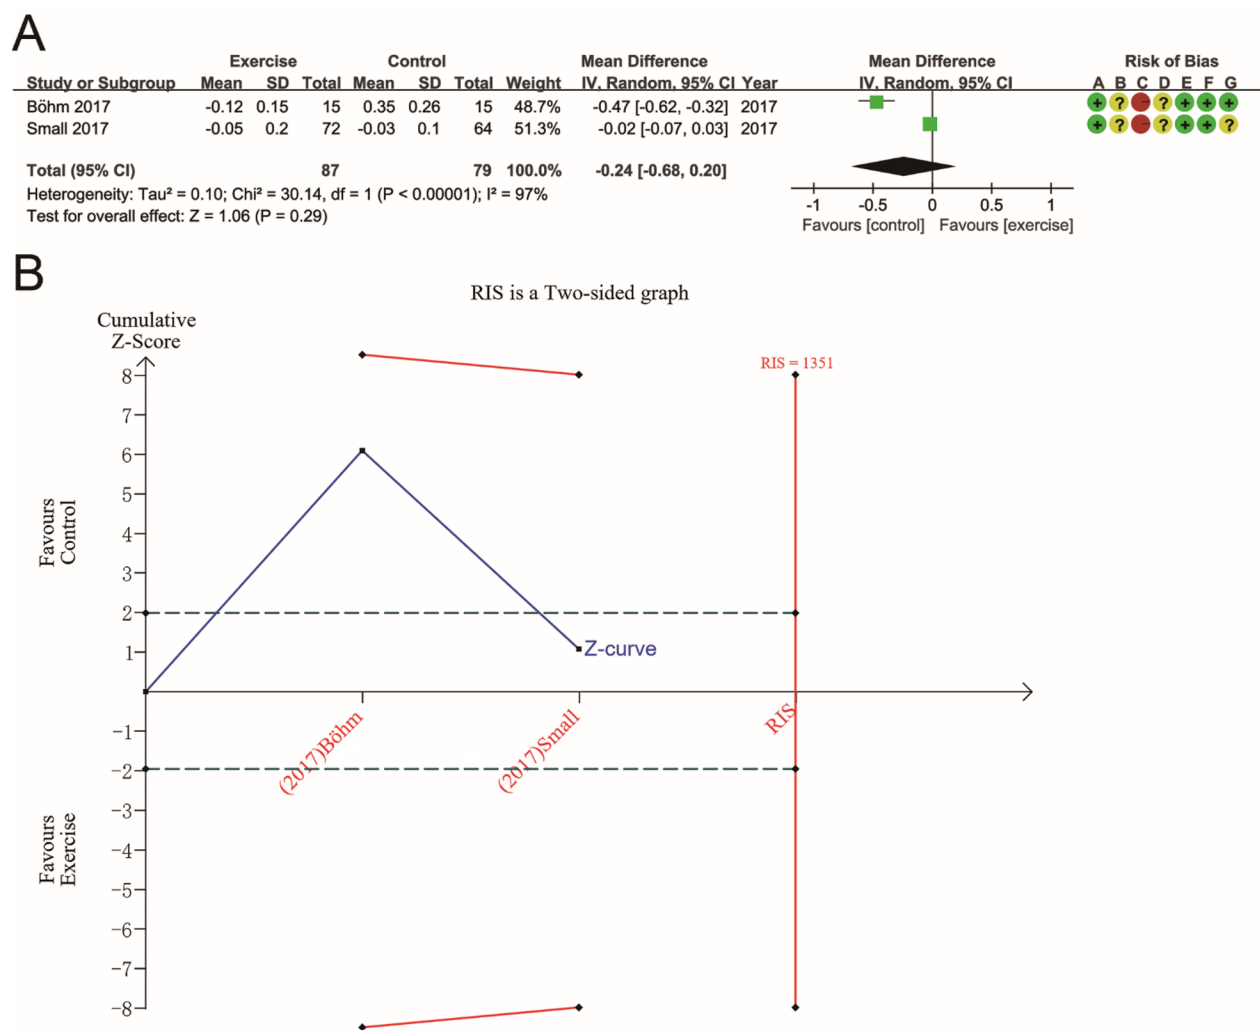 A
Exercise Control Mean Difference Mean Difference Risk of Bias
Study or Subgroup Mean SD Total Mean SD Total Weight IV, Random, 95% CI Year IV, Random, 95% CI A B C D E F G
Böhm 2017 -0.12 0.15 15 0.35 0.26 15 48.7% -0.47 [-0.62, -0.32] 2017 + ? - ? + + +
Small 2017 -0.05 0.2 72 -0.03 0.1 64 51.3% -0.02 [-0.07, 0.03] 2017 + ? - ? + + ?
Total (95% CI) 87 79 100.0% -0.24 [-0.68, 0.20]
Heterogeneity: Tau² = 0.10; Chi² = 30.14, df = 1 (P < 0.00001); I² = 97%
Test for overall effect: Z = 1.06 (P = 0.29)
-1 -0.5 0 0.5 1
Favours [control] Favours [exercise]
B
RIS is a Two-sided graph
Cumulative
Z-Score
RIS = 1351
8
7
6
5
4
3
2
1
Z-curve
Favours
Control
-1
-2
-3
-4
-5
-6
-7
-8
Favours
Exercise
(2017)Böhm
(2017)Small
RIS